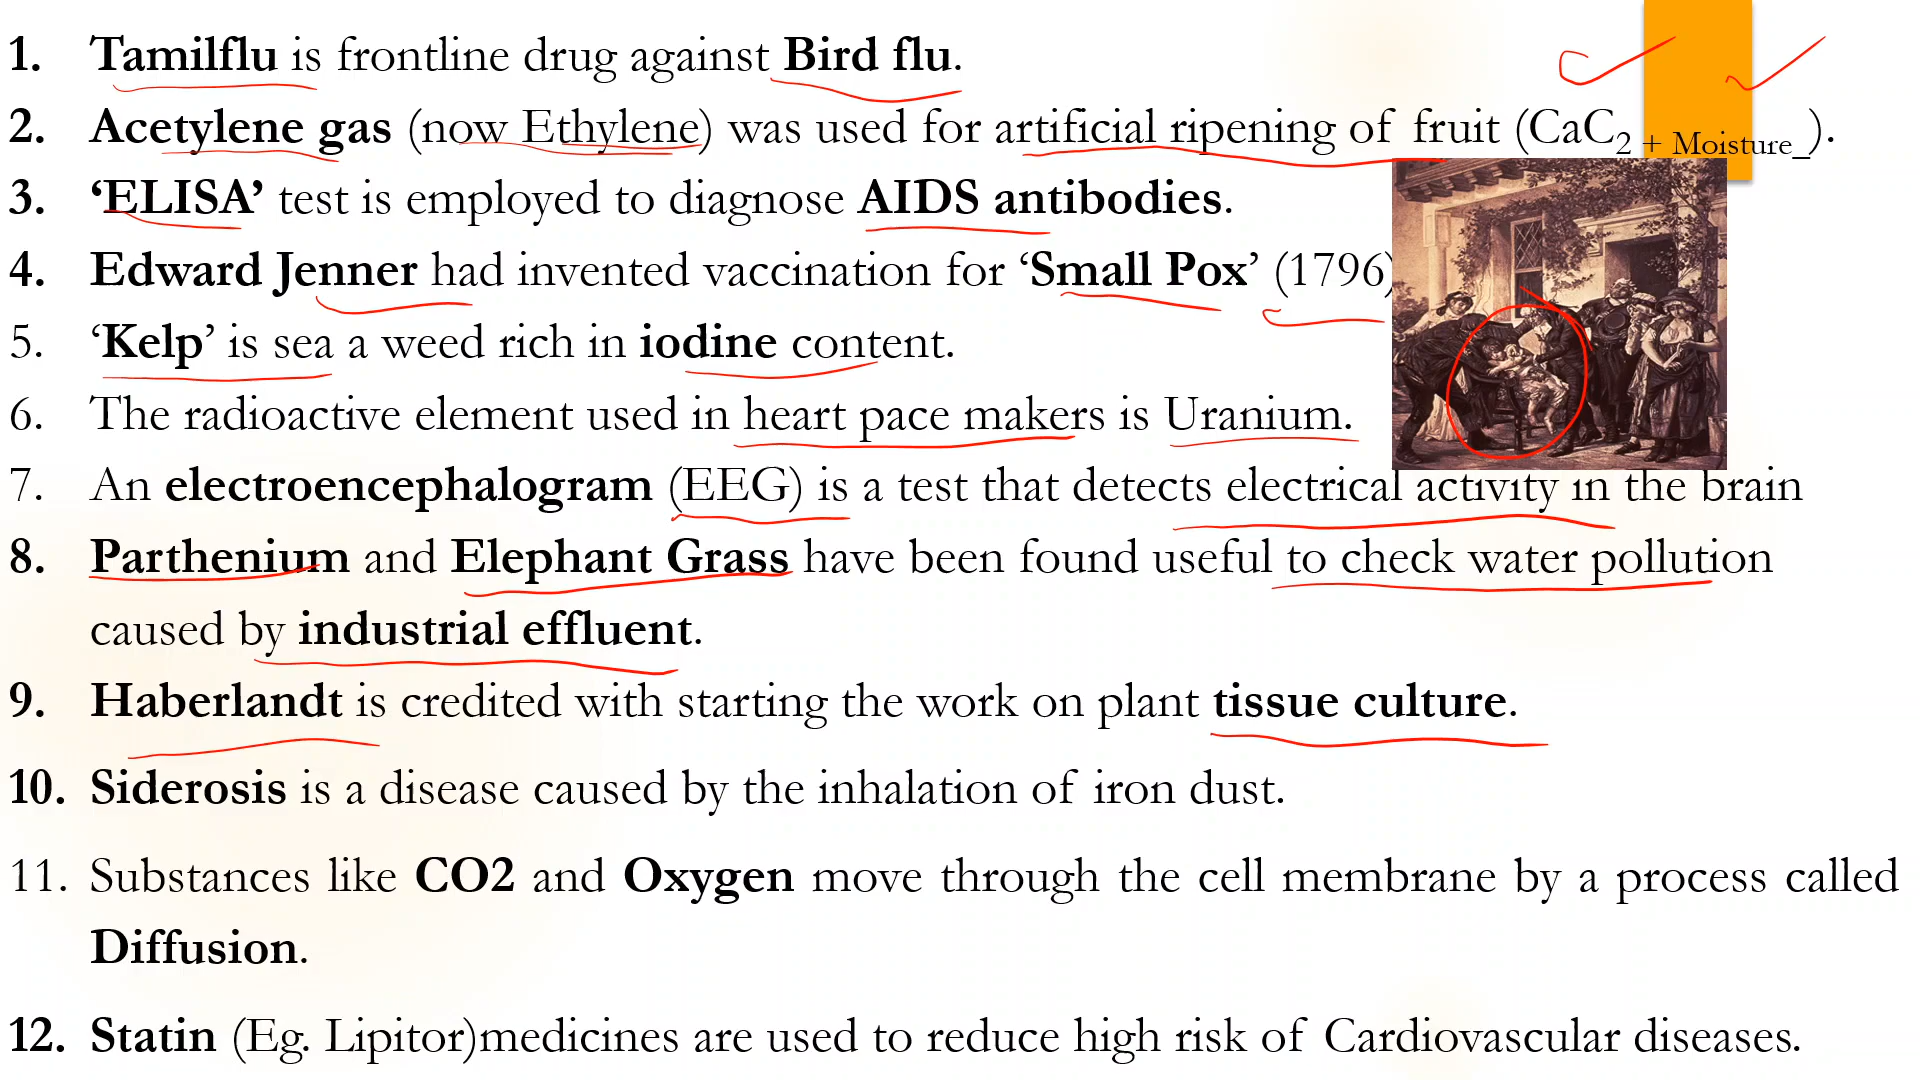 1. Tamilflu is frontline drug against Bird flu.
2. Acetylene gas (now Ethylene) was used for artificial ripening of fruit (CaC2 + Moisture_).
3. ‘ELISA’ test is employed to diagnose AIDS antibodies.
4. Edward Jenner had invented vaccination for ‘Small Pox’ (1796)
5. ‘Kelp’ is sea a weed rich in iodine content.
6. The radioactive element used in heart pace makers is Uranium.
7. An electroencephalogram (EEG) is a test that detects electrical activity in the brain
8. Parthenium and Elephant Grass have been found useful to check water pollution
caused by industrial effluent.
9. Haberlandt is credited with starting the work on plant tissue culture.
10. Siderosis is a disease caused by the inhalation of iron dust.
11. Substances like CO2 and Oxygen move through the cell membrane by a process called
Diffusion.
12. Statin (Eg. Lipitor)medicines are used to reduce high risk of Cardiovascular diseases.